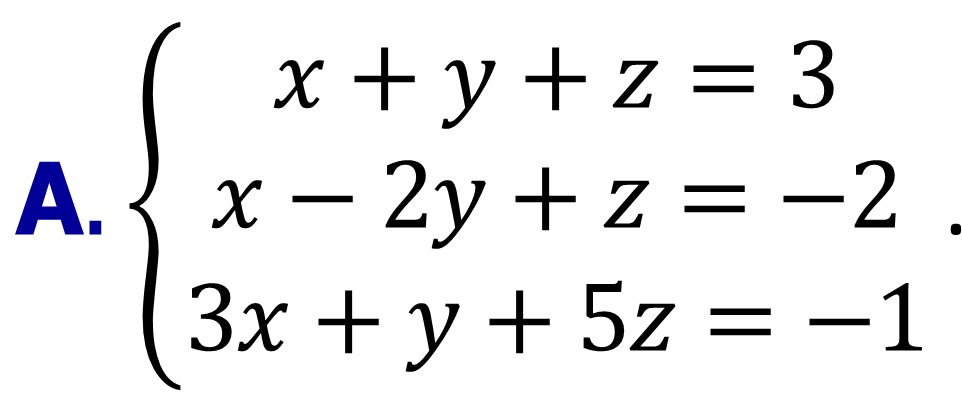 x + y + z = 3
A. x − 2y + z = −2 .
3x + y + 5z = −1